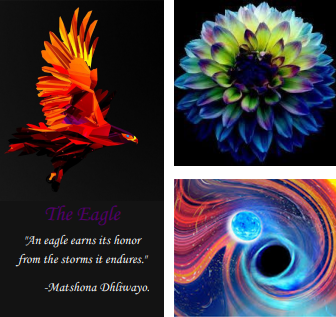 The Eagle
"An eagle earns its honor
from the storms it endures."
-Matshona Dhliwayo.